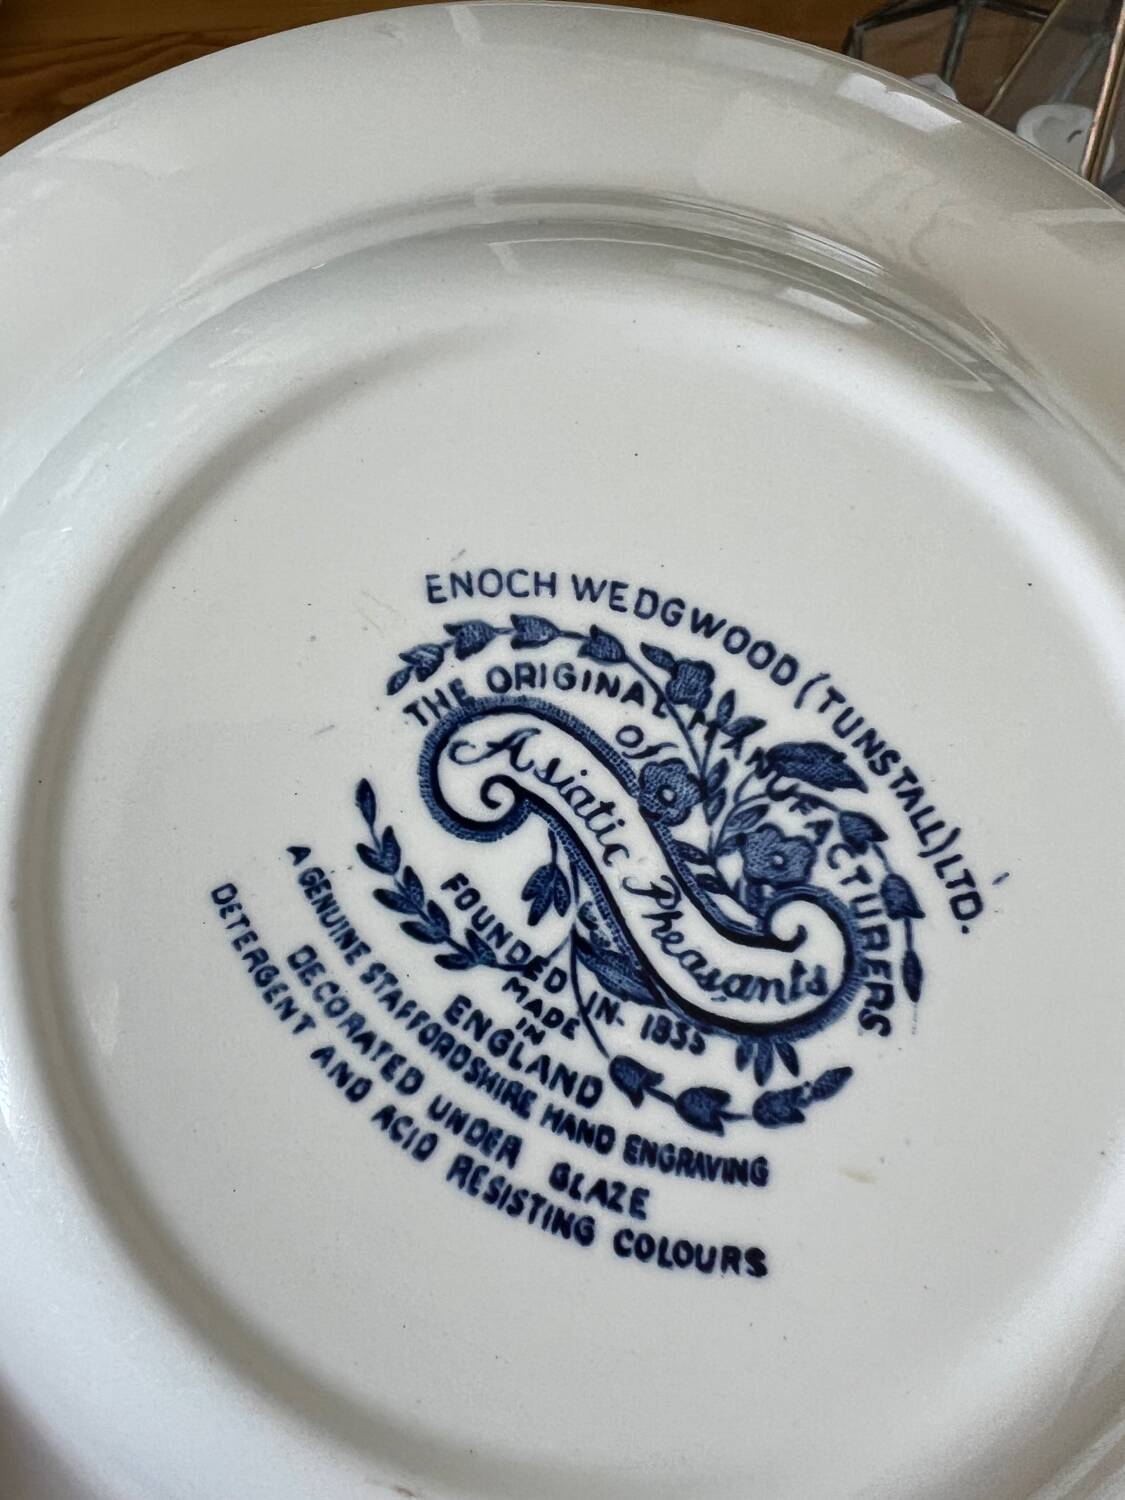 ENOCH WEDGWOOD (TUNSTALL) LTD.
THE ORIGINAL MANUFACTURERS
of
Asiatic Pheasants
FOUNDED IN 1835
MADE
IN
ENGLAND
A GENUINE STAFFORDSHIRE HAND ENGRAVING
DECORATED UNDER GLAZE
DETERGENT AND ACID RESISTING COLOURS